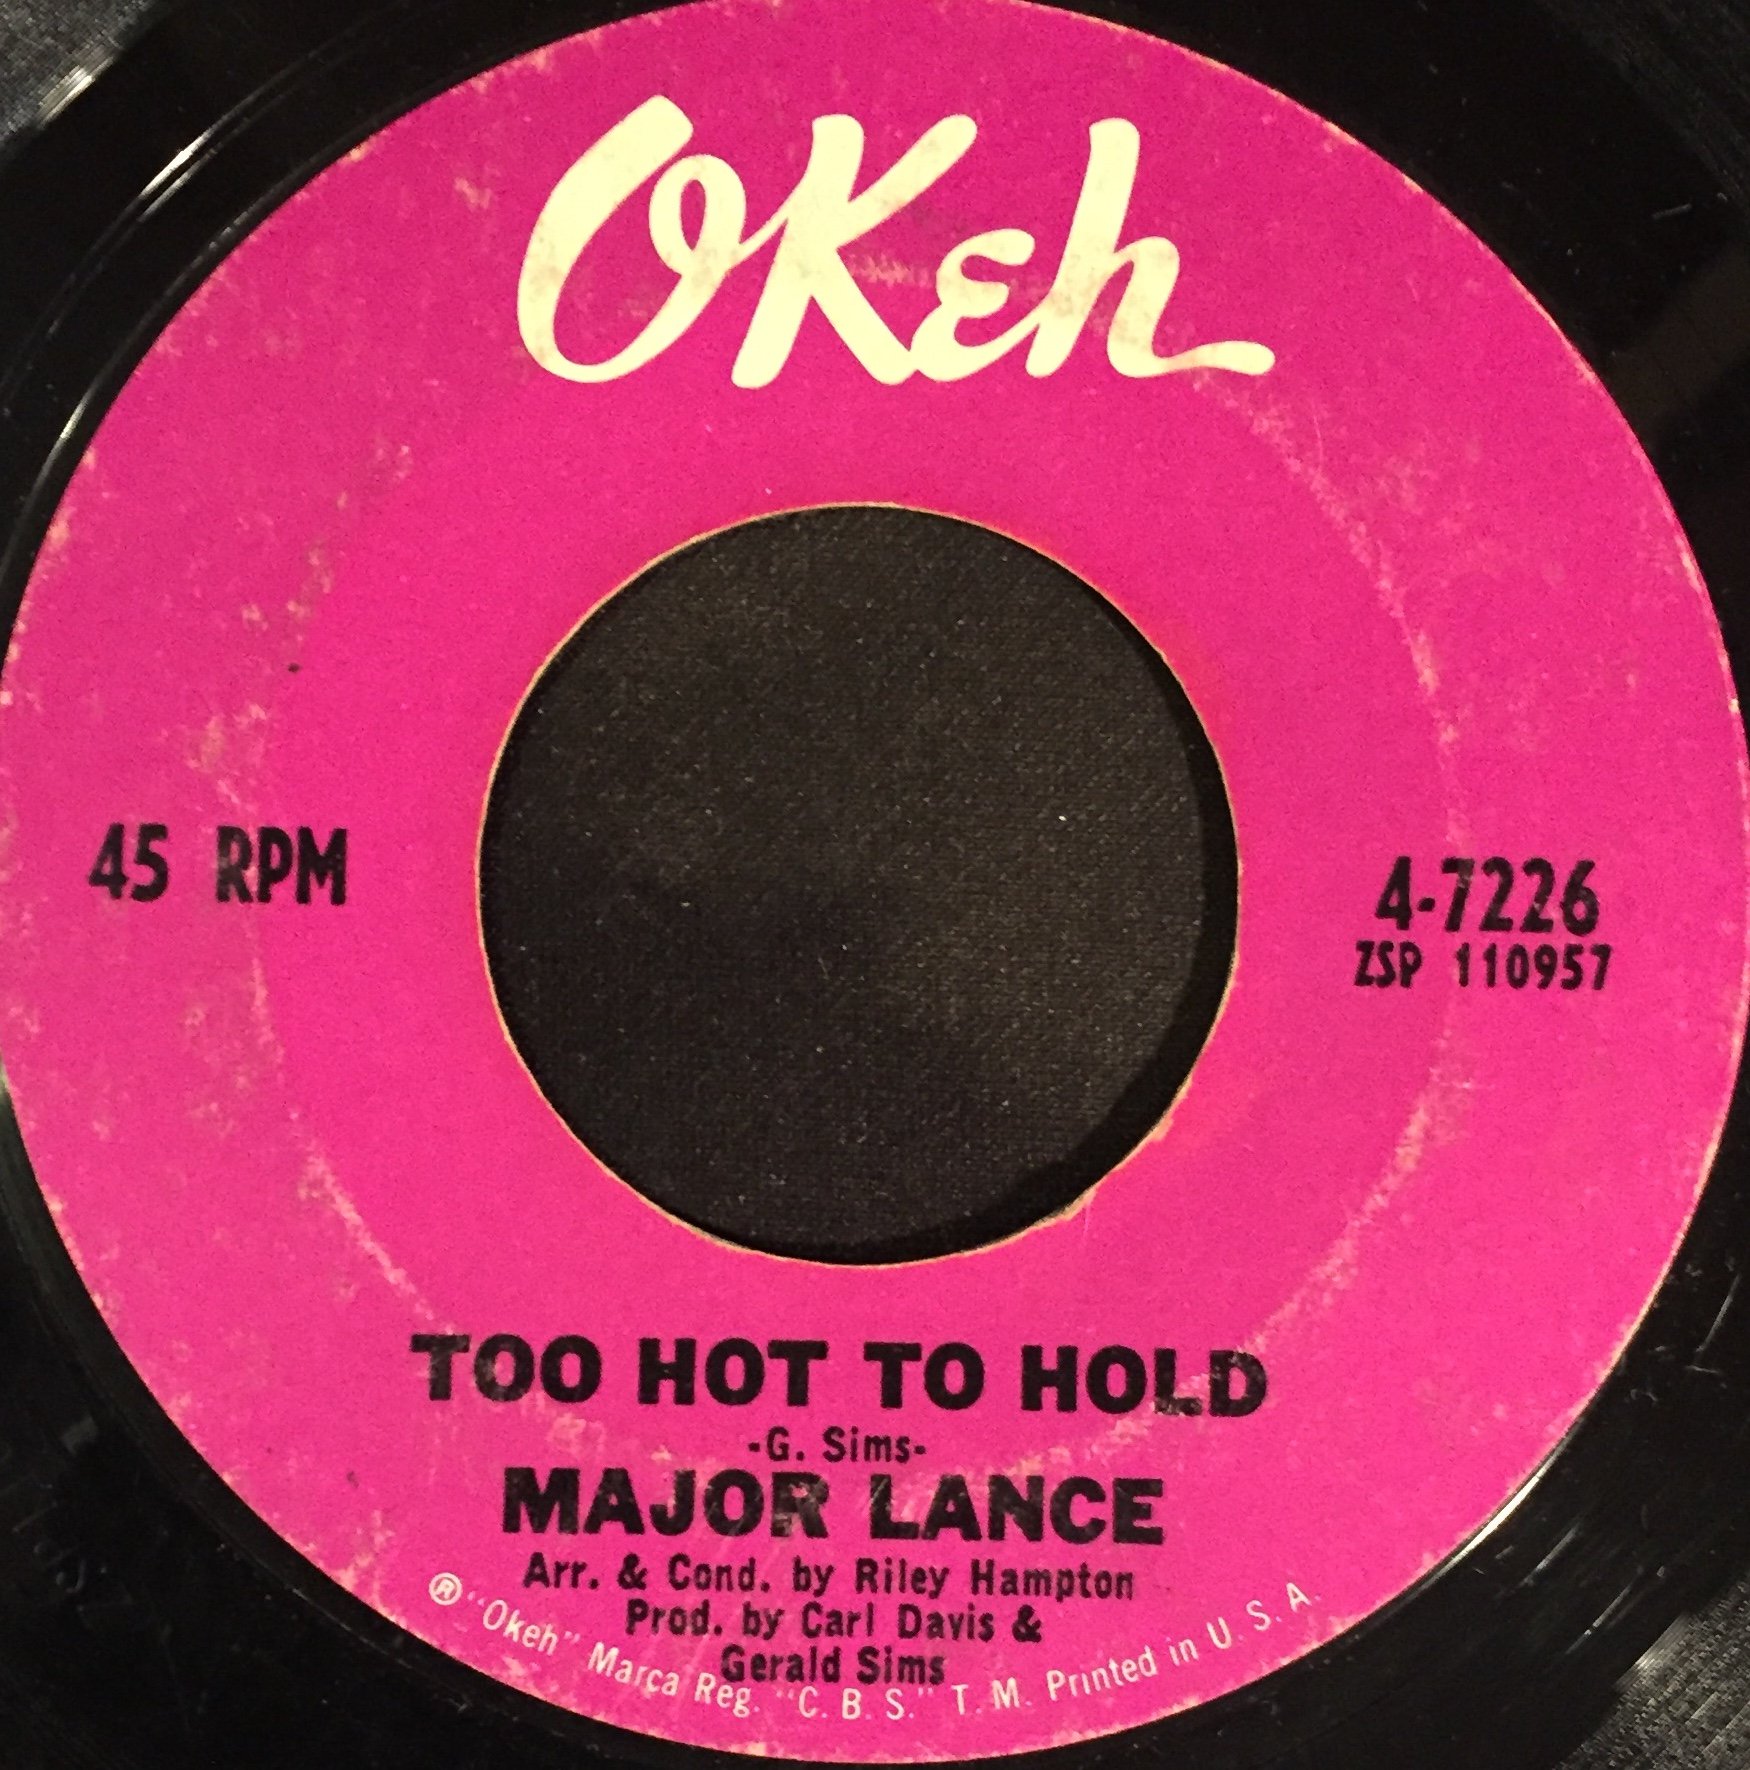 OKeh
45 RPM
4-7226
ZSP 110957
TOO HOT TO HOLD
-G. Sims-
MAJOR LANCE
Arr. & Cond. by Riley Hampton
Prod. by Carl Davis &
Gerald Sims
® "Okeh" Marca Reg. "C. B. S." T. M. Printed in U. S. A.